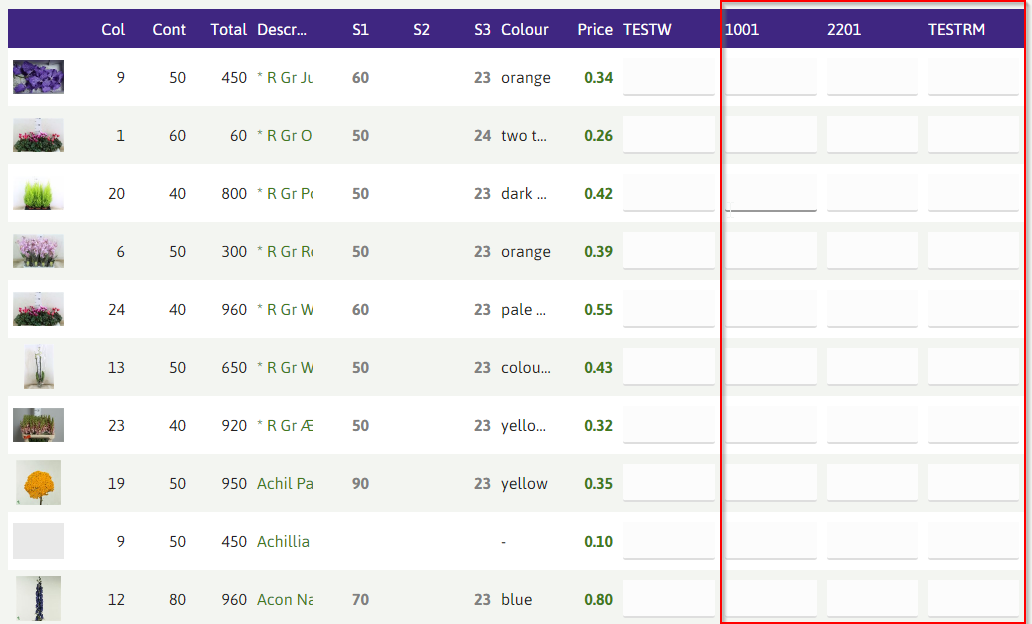 Col Cont Total Descr... S1 S2 S3 Colour Price TESTW 1001 2201 TESTRM
9 50 450 * R Gr Ju 60 23 orange 0.34
1 60 60 * R Gr O 50 24 two t... 0.26
20 40 800 * R Gr Po 50 23 dark ... 0.42
6 50 300 * R Gr Re 50 23 orange 0.39
24 40 960 * R Gr W 60 23 pale ... 0.55
13 50 650 * R Gr W 50 23 colou... 0.43
23 40 920 * R Gr Æ 50 23 yello... 0.32
19 50 950 Achil Pa 90 23 yellow 0.35
9 50 450 Achillia - 0.10
12 80 960 Acon Na 70 23 blue 0.80